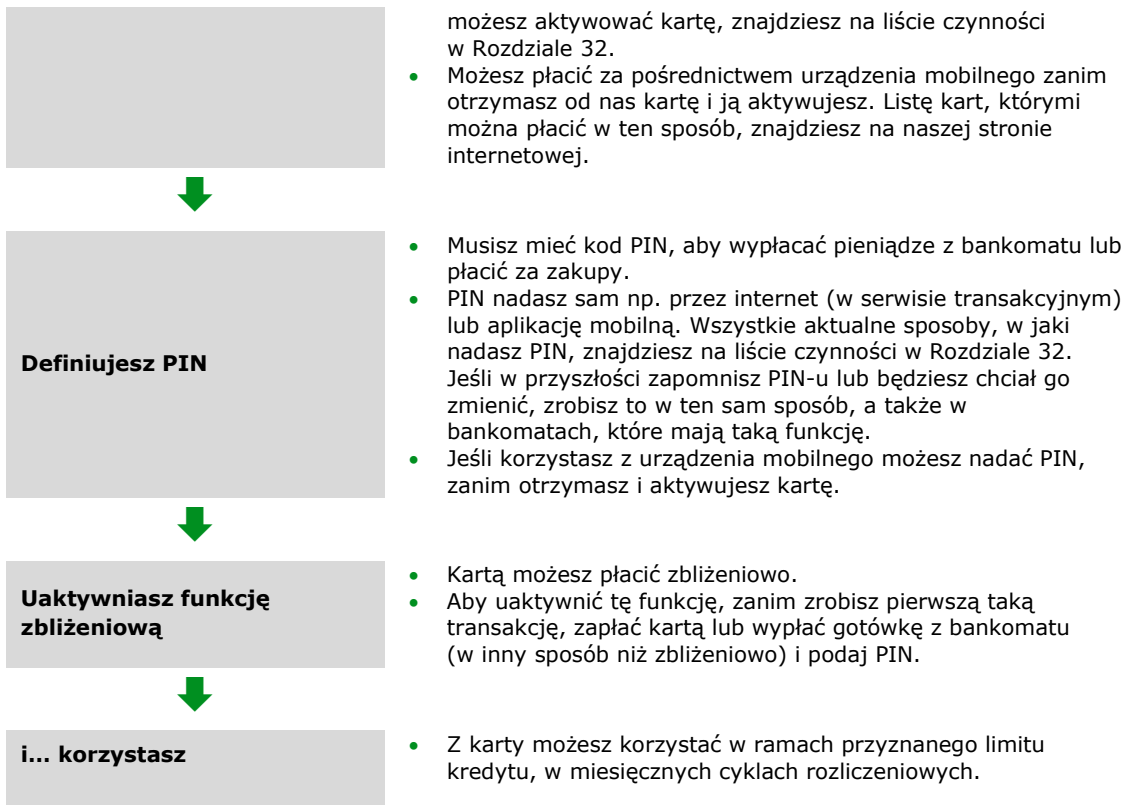 możesz aktywować kartę, znajdziesz na liście czynności
w Rozdziale 32.
• Możesz płacić za pośrednictwem urządzenia mobilnego zanim
otrzymasz od nas kartę i ją aktywujesz. Listę kart, którymi
można płacić w ten sposób, znajdziesz na naszej stronie
internetowej.
Definiujesz PIN
• Musisz mieć kod PIN, aby wypłacać pieniądze z bankomatu lub
płacić za zakupy.
• PIN nadasz sam np. przez internet (w serwisie transakcyjnym)
lub aplikację mobilną. Wszystkie aktualne sposoby, w jaki
nadasz PIN, znajdziesz na liście czynności w Rozdziale 32.
Jeśli w przyszłości zapomnisz PIN-u lub będziesz chciał go
zmienić, zrobisz to w ten sam sposób, a także w
bankomatach, które mają taką funkcję.
• Jeśli korzystasz z urządzenia mobilnego możesz nadać PIN,
zanim otrzymasz i aktywujesz kartę.
Uaktywniasz funkcję
zbliżeniową
• Kartą możesz płacić zbliżeniowo.
• Aby uaktywnić tę funkcję, zanim zrobisz pierwszą taką
transakcję, zapłać kartą lub wypłać gotówkę z bankomatu
(w inny sposób niż zbliżeniowo) i podaj PIN.
i… korzystasz
• Z karty możesz korzystać w ramach przyznanego limitu
kredytu, w miesięcznych cyklach rozliczeniowych.